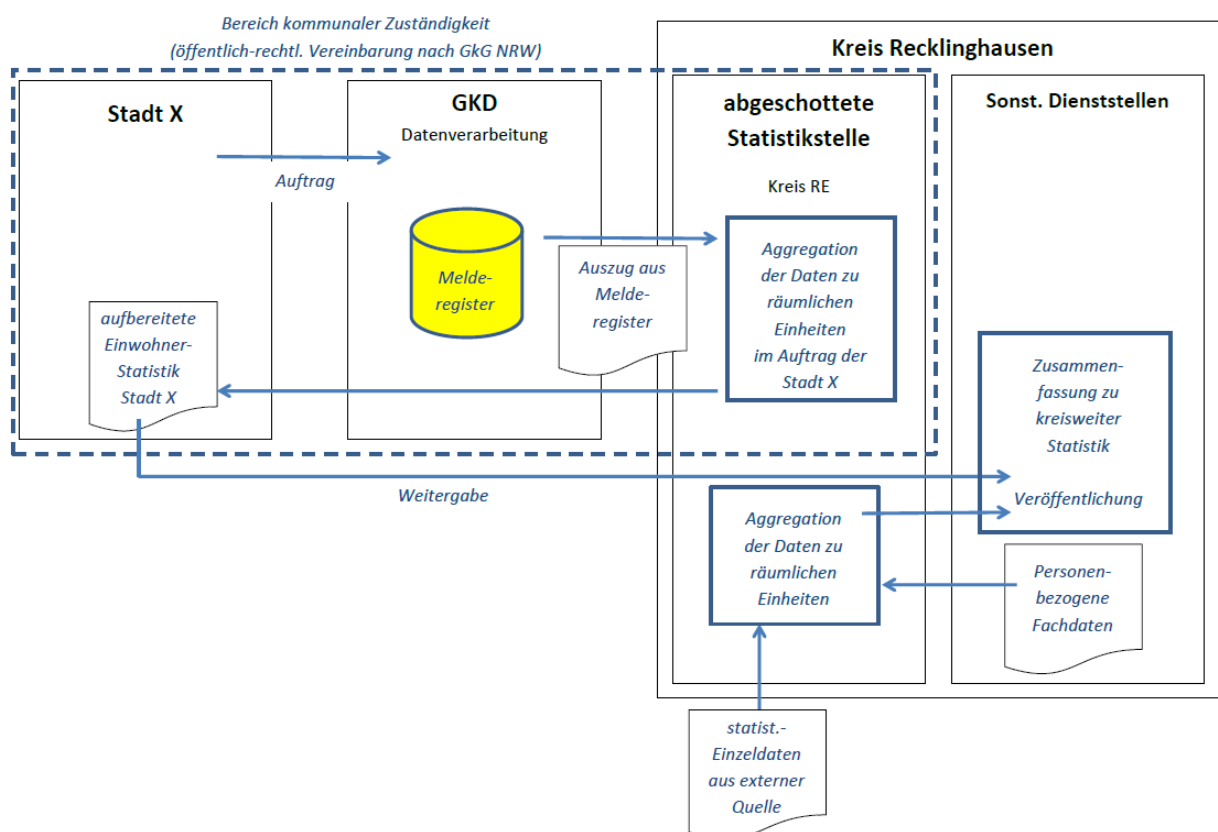 Bereich kommunaler Zuständigkeit
(öffentlich-rechtl. Vereinbarung nach GkG NRW)
Kreis Recklinghausen
Stadt X
GKD
Datenverarbeitung
abgeschottete
Statistikstelle
Kreis RE
Sonst. Dienststellen
Auftrag
Melde-
register
Auszug aus
Melde-
register
Aggregation
der Daten zu
räumlichen
Einheiten
im Auftrag der
Stadt X
aufbereitete
Einwohner-
Statistik
Stadt X
Zusammen-
fassung zu
kreisweiter
Statistik
Veröffentlichung
Weitergabe
Aggregation
der Daten zu
räumlichen
Einheiten
Personen-
bezogene
Fachdaten
statist.-
Einzeldaten
aus externer
Quelle